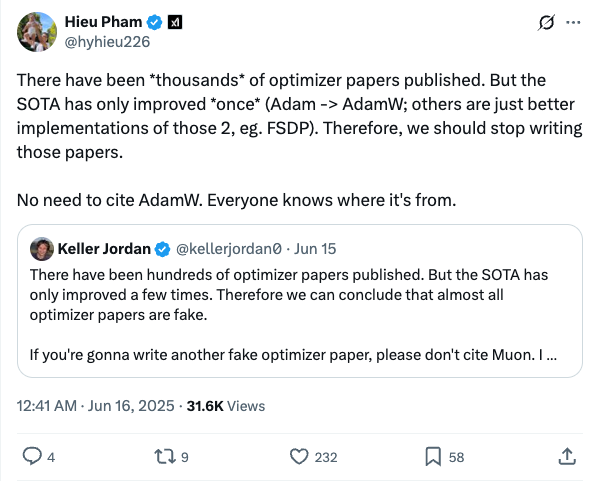 Hieu Pham
@hyhieu226
There have been *thousands* of optimizer papers published. But the
SOTA has only improved *once* (Adam -> AdamW; others are just better
implementations of those 2, eg. FSDP). Therefore, we should stop writing
those papers.
No need to cite AdamW. Everyone knows where it's from.
Keller Jordan @kellerjordan0 · Jun 15
There have been hundreds of optimizer papers published. But the SOTA has
only improved a few times. Therefore we can conclude that almost all
optimizer papers are fake.
If you're gonna write another fake optimizer paper, please don't cite Muon. I ...
12:41 AM · Jun 16, 2025 · 31.6K Views
4 9 232 58